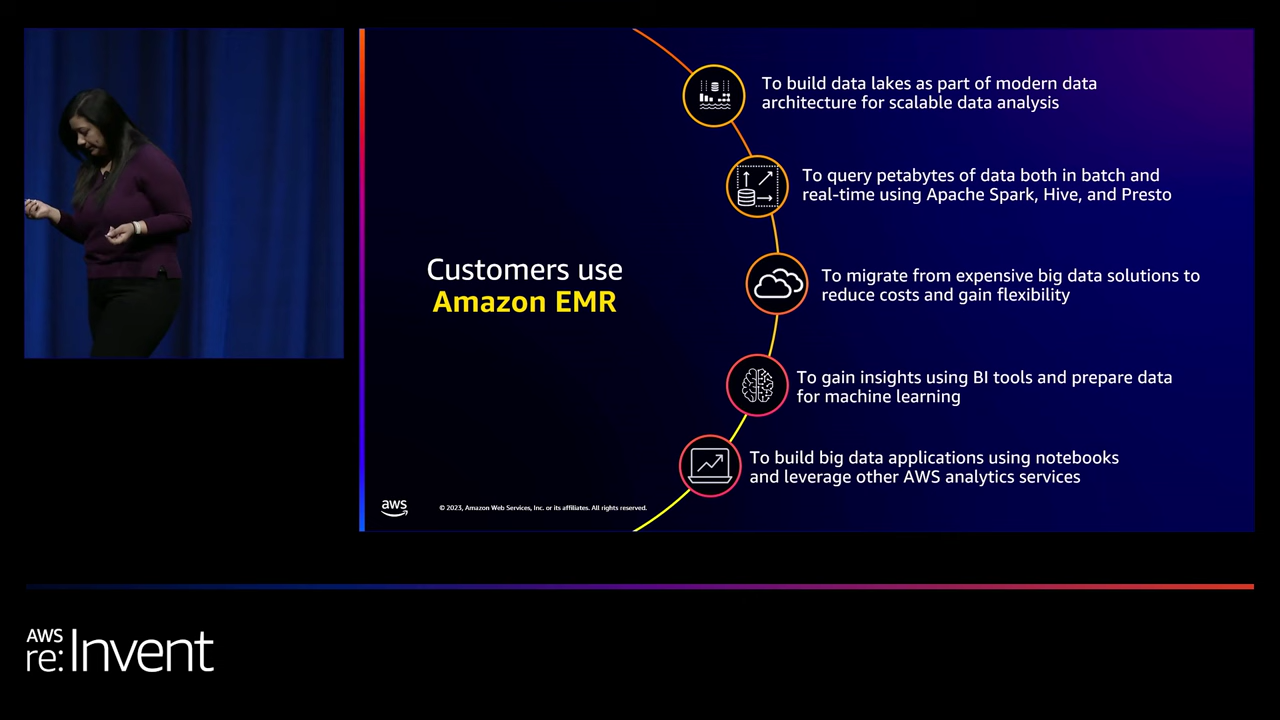 To build data lakes as part of modern data
architecture for scalable data analysis
To query petabytes of data both in batch and
real-time using Apache Spark, Hive, and Presto
Customers use
Amazon EMR
To migrate from expensive big data solutions to
reduce costs and gain flexibility
To gain insights using BI tools and prepare data
for machine learning
To build big data applications using notebooks
and leverage other AWS analytics services
aws
© 2023, Amazon Web Services, Inc. or its affiliates. All rights reserved.
AWS
re:Invent